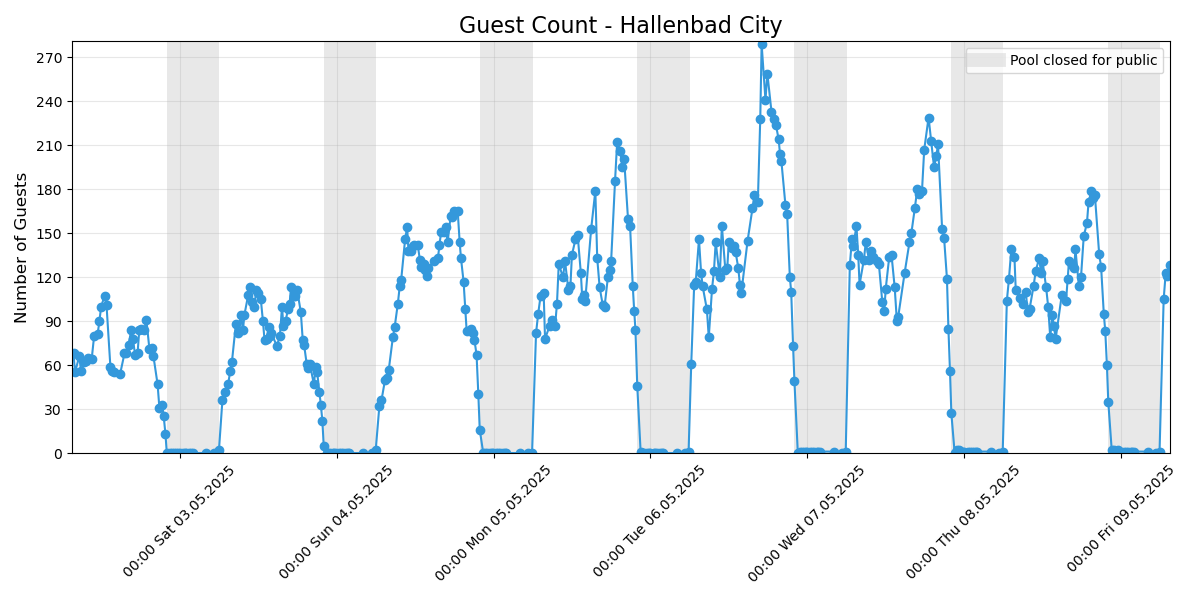 Guest Count - Hallenbad City
Pool closed for public
Number of Guests
270
240
210
180
150
120
90
60
30
0
00:00 Sat 03.05.2025
00:00 Sun 04.05.2025
00:00 Mon 05.05.2025
00:00 Tue 06.05.2025
00:00 Wed 07.05.2025
00:00 Thu 08.05.2025
00:00 Fri 09.05.2025